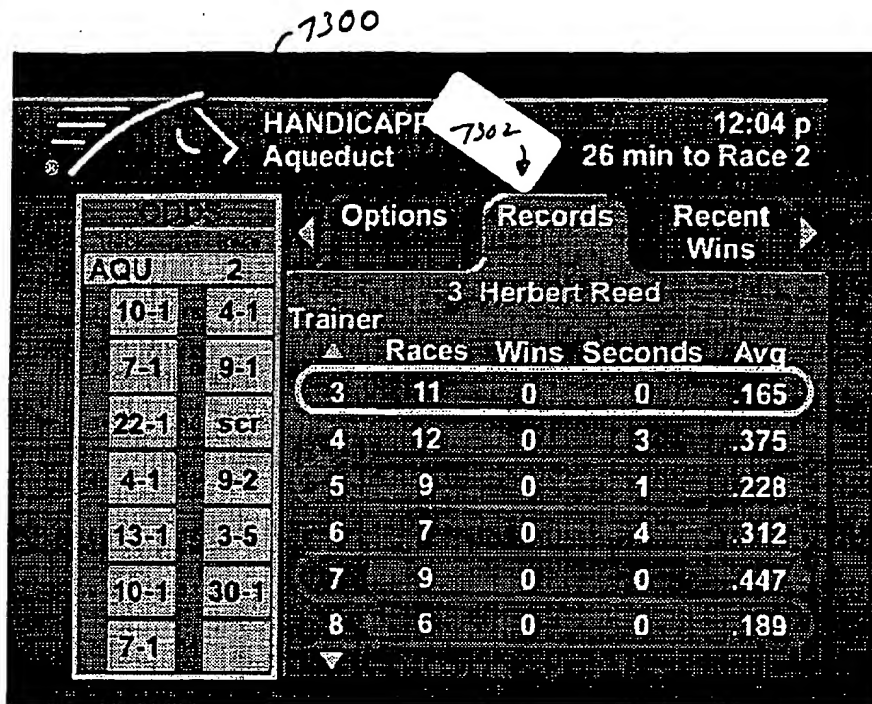 7300
HANDICAPP
7302
12:04 p
®
Aqueduct
26 min to Race 2
ODDS
Options
Records
Recent
Wins
Race
AQU 2
3 Herbert Reed
10-1 4-1
Trainer
Races Wins Seconds Avg
7-1 9-1
3 11 0 0 .165
22-1 scr
4 12 0 3 .375
4-1 9-2
5 9 0 1 .228
13-1 3-5
6 7 0 4 .312
10-1 30-1
7 9 0 0 .447
7-1
8 6 0 0 .189